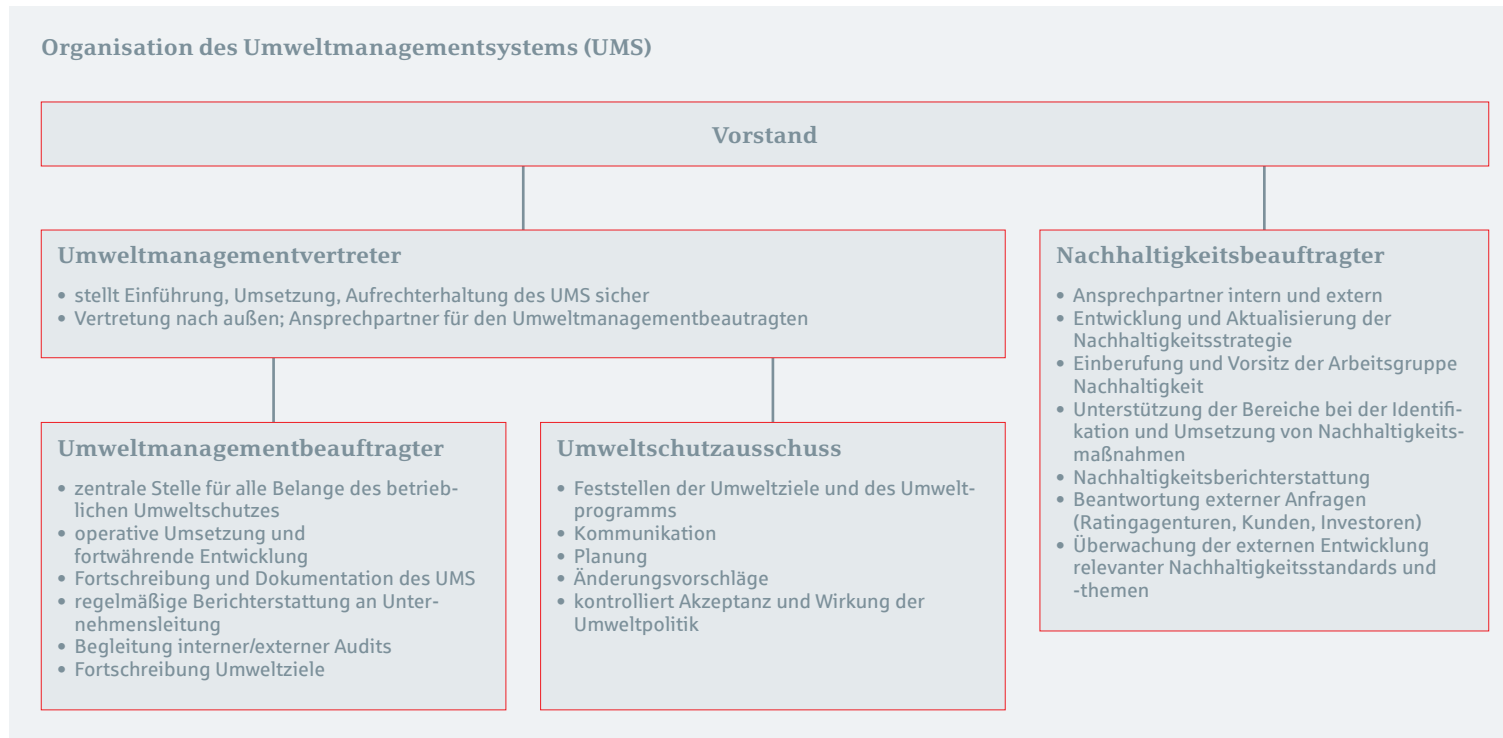 Organisation des Umweltmanagementsystems (UMS)
Vorstand
Umweltmanagementvertreter
• stellt Einführung, Umsetzung, Aufrechterhaltung des UMS sicher
• Vertretung nach außen; Ansprechpartner für den Umweltmanagementbeautragten
Umweltmanagementbeauftragter
• zentrale Stelle für alle Belange des betrieb-
lichen Umweltschutzes
• operative Umsetzung und
fortwährende Entwicklung
• Fortschreibung und Dokumentation des UMS
• regelmäßige Berichterstattung an Unter-
nehmensleitung
• Begleitung interner/externer Audits
• Fortschreibung Umweltziele
Umweltschutzausschuss
• Feststellen der Umweltziele und des Umwelt-
programms
• Kommunikation
• Planung
• Änderungsvorschläge
• kontrolliert Akzeptanz und Wirkung der
Umweltpolitik
Nachhaltigkeitsbeauftragter
• Ansprechpartner intern und extern
• Entwicklung und Aktualisierung der
Nachhaltigkeitsstrategie
• Einberufung und Vorsitz der Arbeitsgruppe
Nachhaltigkeit
• Unterstützung der Bereiche bei der Identifi-
kation und Umsetzung von Nachhaltigkeits-
maßnahmen
• Nachhaltigkeitsberichterstattung
• Beantwortung externer Anfragen
(Ratingagenturen, Kunden, Investoren)
• Überwachung der externen Entwicklung
relevanter Nachhaltigkeitsstandards und
-themen